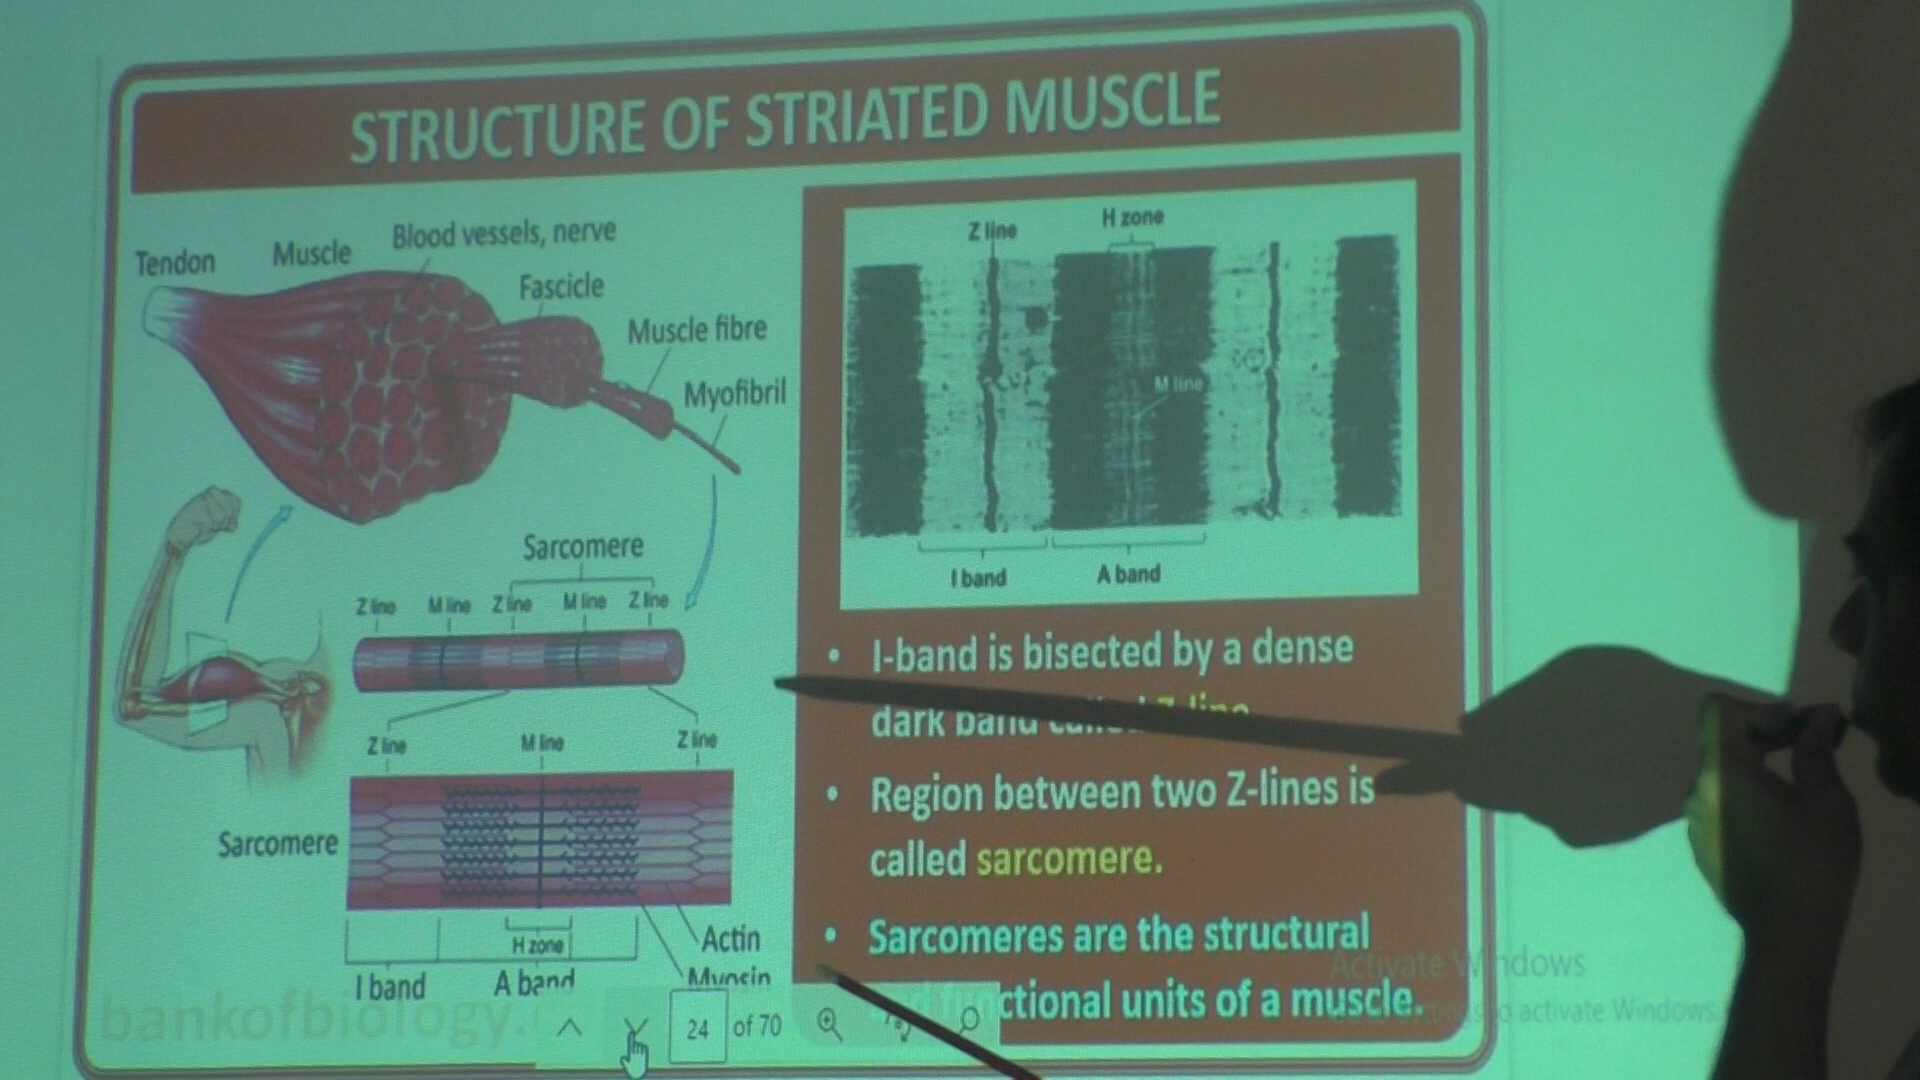 STRUCTURE OF STRIATED MUSCLE
Tendon
Muscle
Blood vessels, nerve
Fascicle
Muscle fibre
Myofibril
Sarcomere
Z line M line Z line M line Z line
Z line M line Z line
Sarcomere
H zone
Actin
Myosin
I band A band
Z line
H zone
M line
I band A band
• I-band is bisected by a dense
dark band called Z-line
• Region between two Z-lines is
called sarcomere.
• Sarcomeres are the structural
ctional units of a muscle.
Activate Windows
to activate Windows.
bankofbiology.
24 of 70